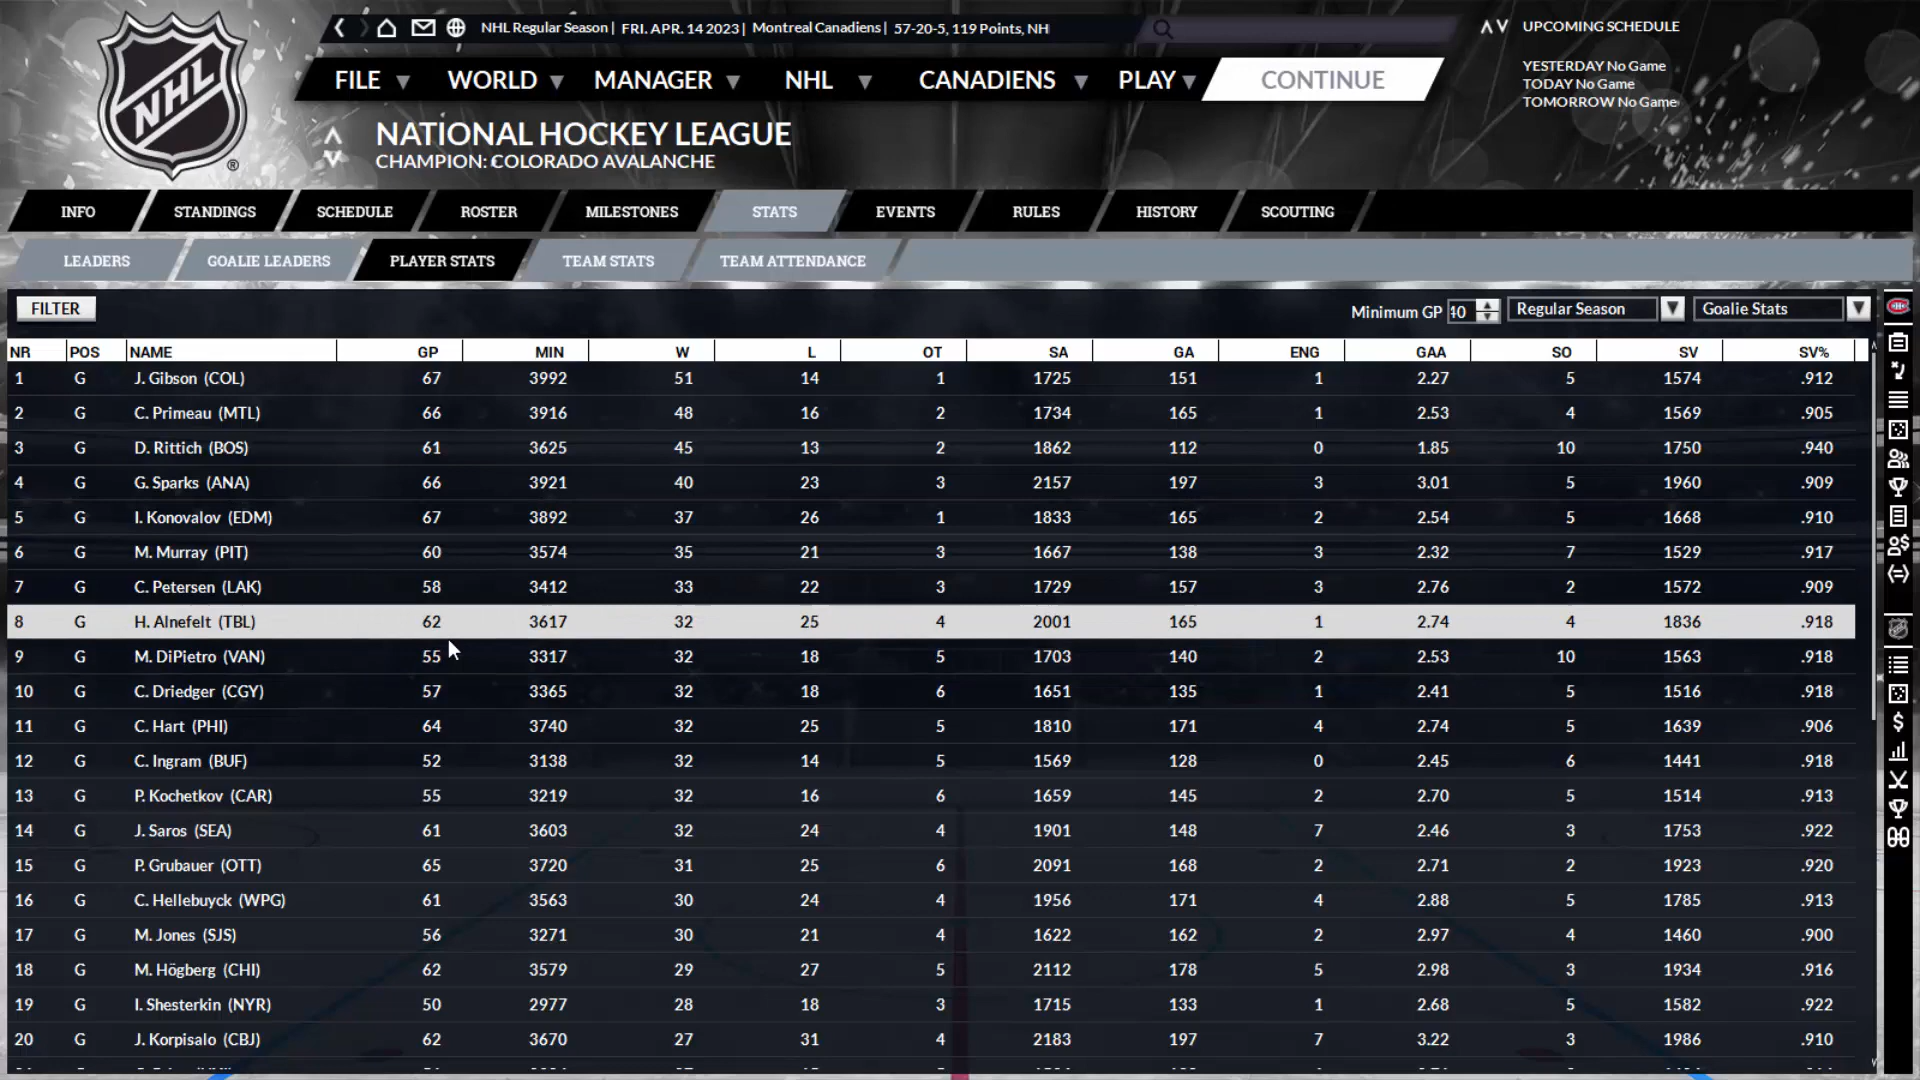 NHL
®
NHL Regular Season | FRI. APR. 14 2023 | Montreal Canadiens | 57-20-5, 119 Points, NH
UPCOMING SCHEDULE
YESTERDAY No Game
TODAY No Game
TOMORROW No Game
FILE WORLD MANAGER NHL CANADIENS PLAY CONTINUE
NATIONAL HOCKEY LEAGUE
CHAMPION: COLORADO AVALANCHE
INFO STANDINGS SCHEDULE ROSTER MILESTONES STATS EVENTS RULES HISTORY SCOUTING
LEADERS GOALIE LEADERS PLAYER STATS TEAM STATS TEAM ATTENDANCE
FILTER Minimum GP 40 Regular Season Goalie Stats
NR POS NAME GP MIN W L OT SA GA ENG GAA SO SV SV%
1 G J. Gibson (COL) 67 3992 51 14 1 1725 151 1 2.27 5 1574 .912
2 G C. Primeau (MTL) 66 3916 48 16 2 1734 165 1 2.53 4 1569 .905
3 G D. Rittich (BOS) 61 3625 45 13 2 1862 112 0 1.85 10 1750 .940
4 G G. Sparks (ANA) 66 3921 40 23 3 2157 197 3 3.01 5 1960 .909
5 G I. Konovalov (EDM) 67 3892 37 26 1 1833 165 2 2.54 5 1668 .910
6 G M. Murray (PIT) 60 3574 35 21 3 1667 138 3 2.32 7 1529 .917
7 G C. Petersen (LAK) 58 3412 33 22 3 1729 157 3 2.76 2 1572 .909
8 G H. Alnefelt (TBL) 62 3617 32 25 4 2001 165 1 2.74 4 1836 .918
9 G M. DiPietro (VAN) 55 3317 32 18 5 1703 140 2 2.53 10 1563 .918
10 G C. Driedger (CGY) 57 3365 32 18 6 1651 135 1 2.41 5 1516 .918
11 G C. Hart (PHI) 64 3740 32 25 5 1810 171 4 2.74 5 1639 .906
12 G C. Ingram (BUF) 52 3138 32 14 5 1569 128 0 2.45 6 1441 .918
13 G P. Kochetkov (CAR) 55 3219 32 16 6 1659 145 2 2.70 5 1514 .913
14 G J. Saros (SEA) 61 3603 32 24 4 1901 148 7 2.46 3 1753 .922
15 G P. Grubauer (OTT) 65 3720 31 25 6 2091 168 2 2.71 2 1923 .920
16 G C. Hellebuyck (WPG) 61 3563 30 24 4 1956 171 4 2.88 5 1785 .913
17 G M. Jones (SJS) 56 3271 30 21 4 1622 162 2 2.97 4 1460 .900
18 G M. Högberg (CHI) 62 3579 29 27 5 2112 178 5 2.98 3 1934 .916
19 G I. Shesterkin (NYR) 50 2977 28 18 3 1715 133 1 2.68 5 1582 .922
20 G J. Korpisalo (CBJ) 62 3670 27 31 4 2183 197 7 3.22 3 1986 .910